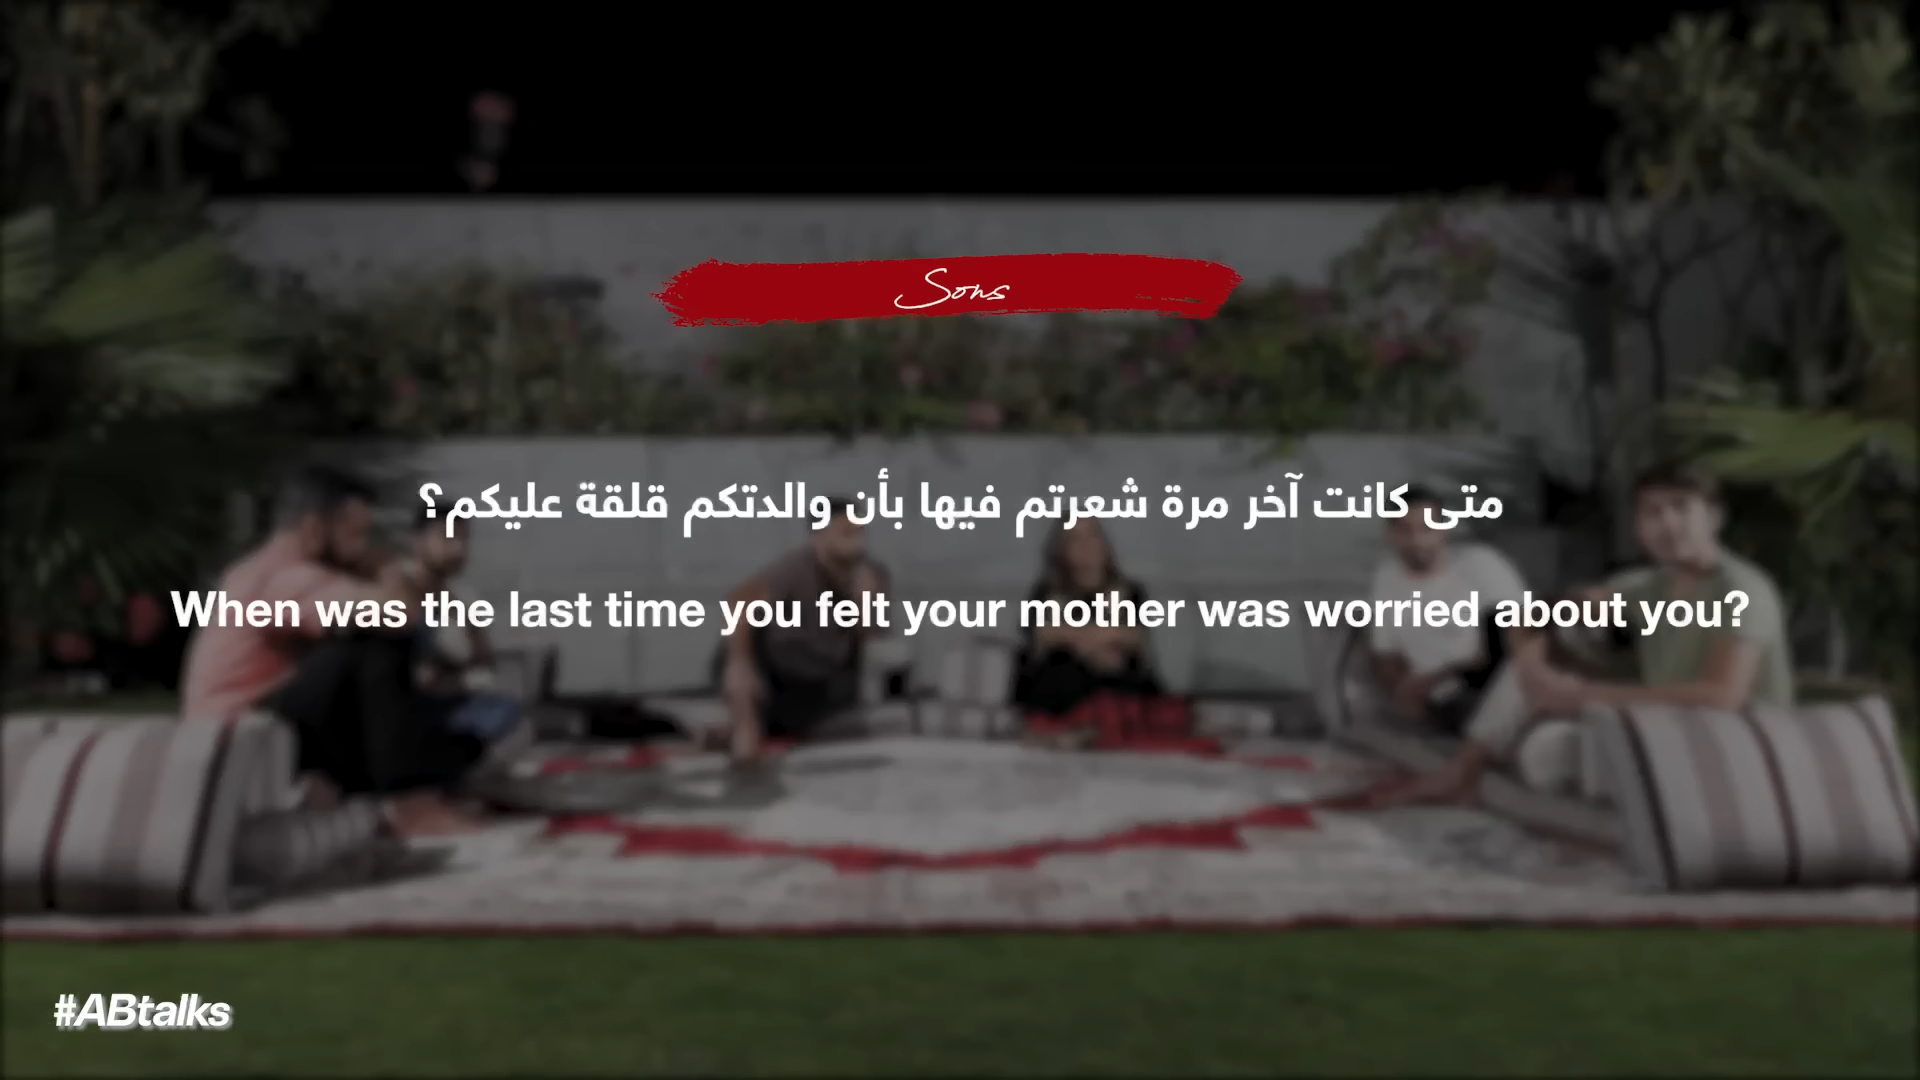 Sons
متى كانت آخر مرة شعرتم فيها بأن والدتكم قلقة عليكم؟
When was the last time you felt your mother was worried about you?
#ABtalks